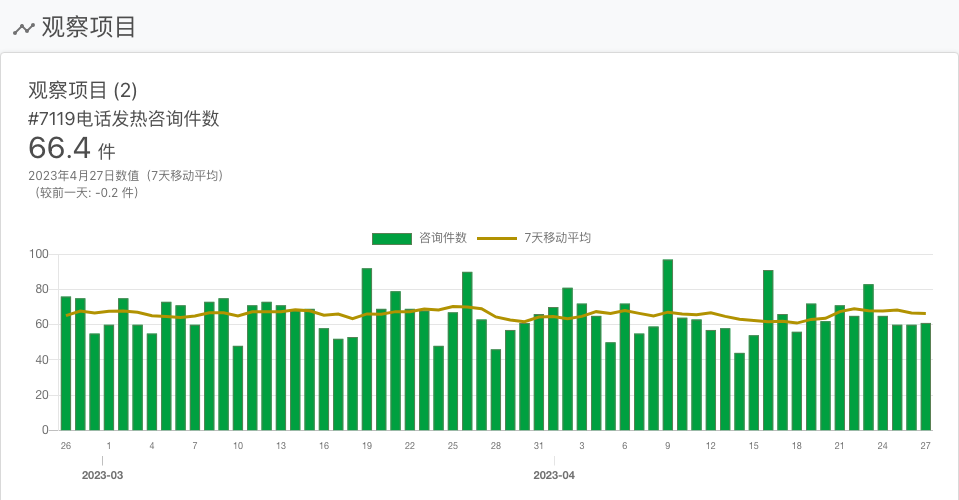 观察项目
观察项目 (2)
#7119电话发热咨询件数
66.4 件
2023年4月27日数值（7天移动平均）
（较前一天: -0.2 件）
咨询件数 7天移动平均
100
80
60
40
20
0
26 1 4 7 10 13 16 19 22 25 28 31 3 6 9 12 15 18 21 24 27
2023-03 2023-04